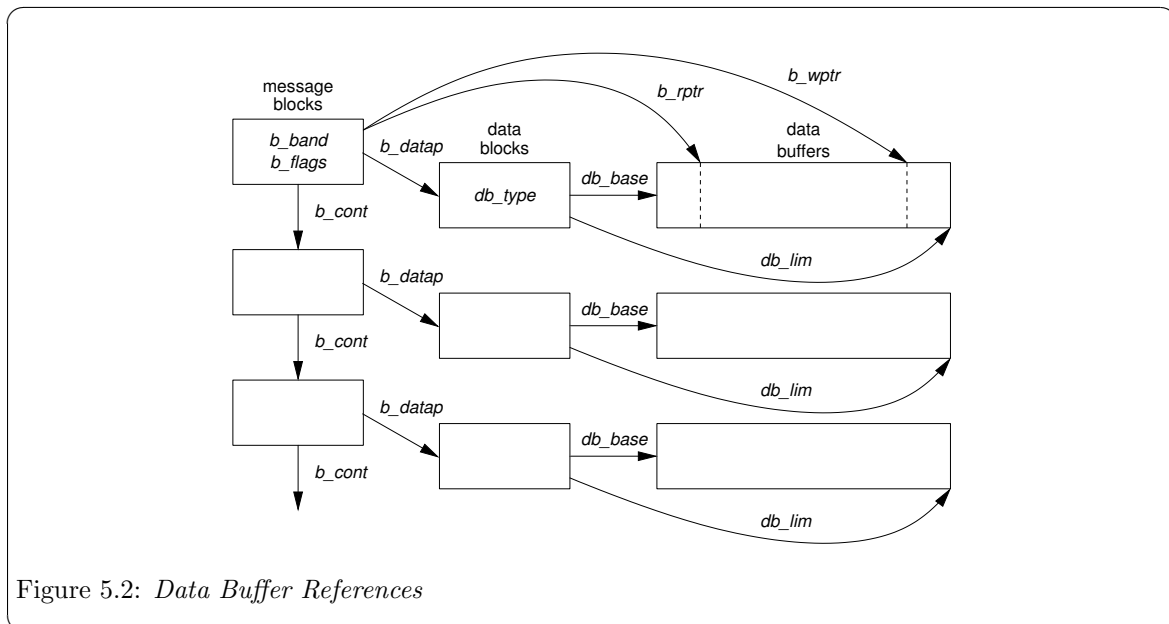 b_wptr
b_rptr
message
blocks
data
blocks
data
buffers
b_band
b_flags
b_datap
db_type
db_base
b_cont
db_lim
b_datap
db_base
b_cont
db_lim
b_datap
db_base
b_cont
db_lim
Figure 5.2: Data Buffer References